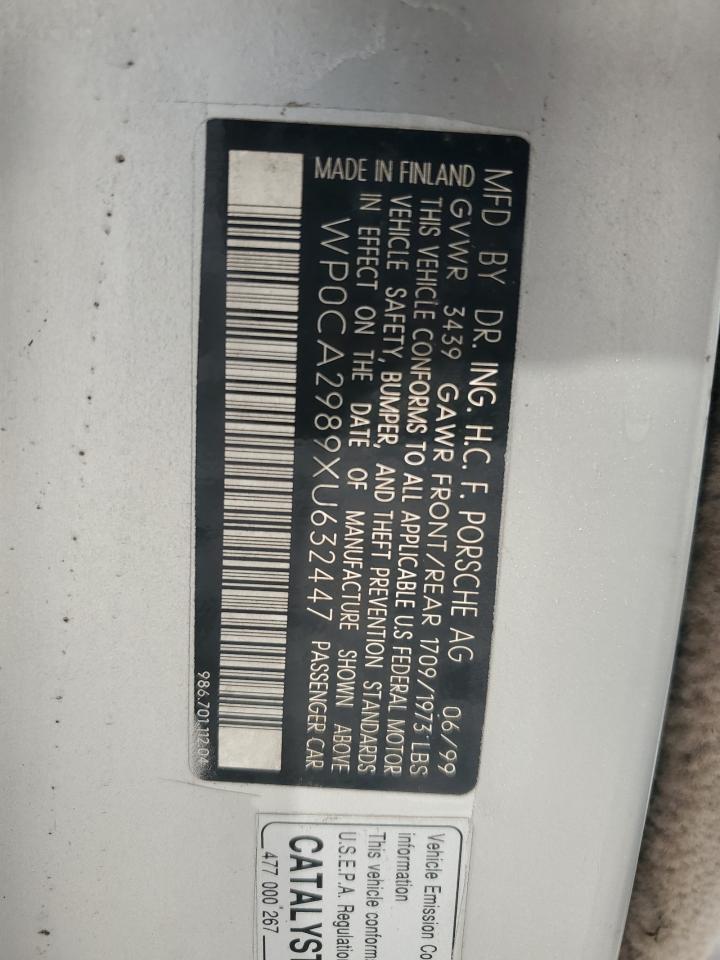 MFD BY DR. ING. H.C. F. PORSCHE AG
06/99
GVWR 3439 GAWR FRONT/REAR 1709/1973 LBS
THIS VEHICLE CONFORMS TO ALL APPLICABLE U.S FEDERAL MOTOR
VEHICLE SAFETY, BUMPER, AND THEFT PREVENTION STANDARDS
IN EFFECT ON THE DATE OF MANUFACTURE SHOWN ABOVE
MADE IN FINLAND
WP0CA2989XU632447 PASSENGER CAR
986.701.112.04
Vehicle Emission Co
information
This vehicle conform
U.S.E.P.A. Regulatio
CATALYST
477 000 267